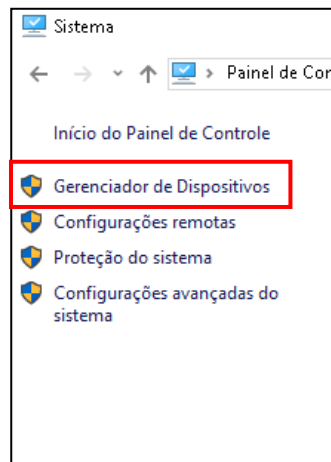 Sistema
Painel de Cor
Início do Painel de Controle
Gerenciador de Dispositivos
Configurações remotas
Proteção do sistema
Configurações avançadas do
sistema